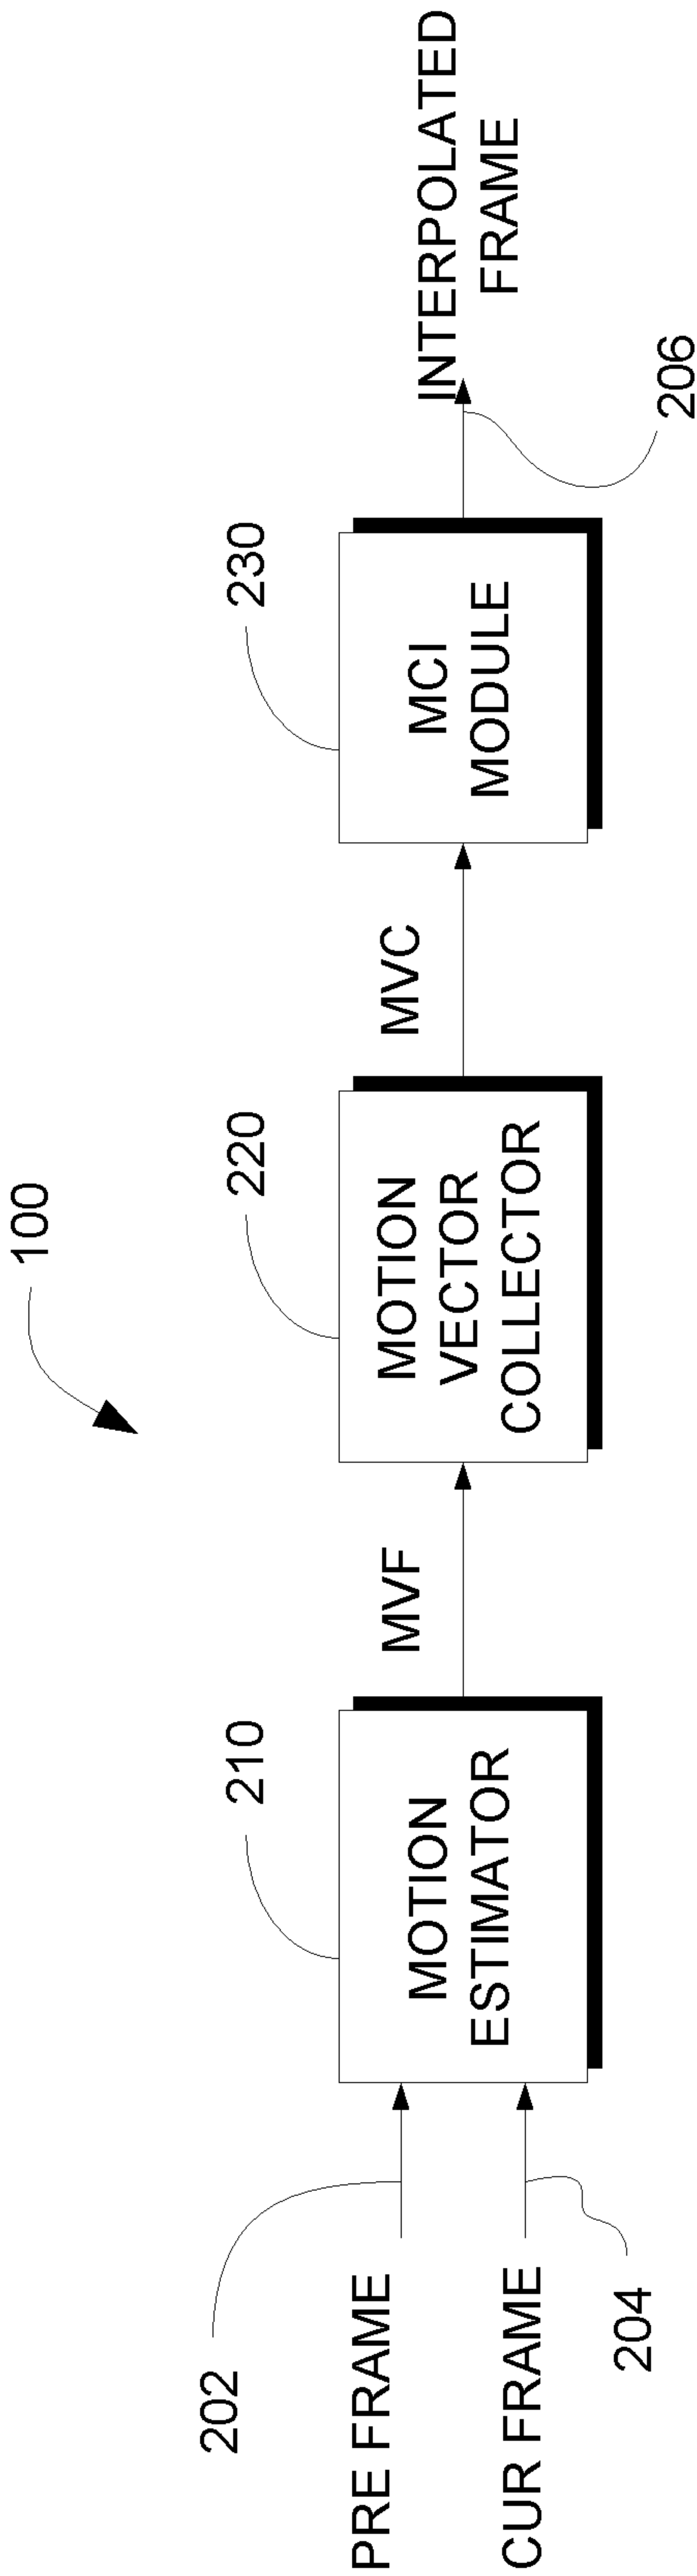 100
202
PRE FRAME
CUR FRAME
204
210
MOTION
ESTIMATOR
MVF
220
MOTION
VECTOR
COLLECTOR
MVC
230
MCI
MODULE
INTERPOLATED
FRAME
206